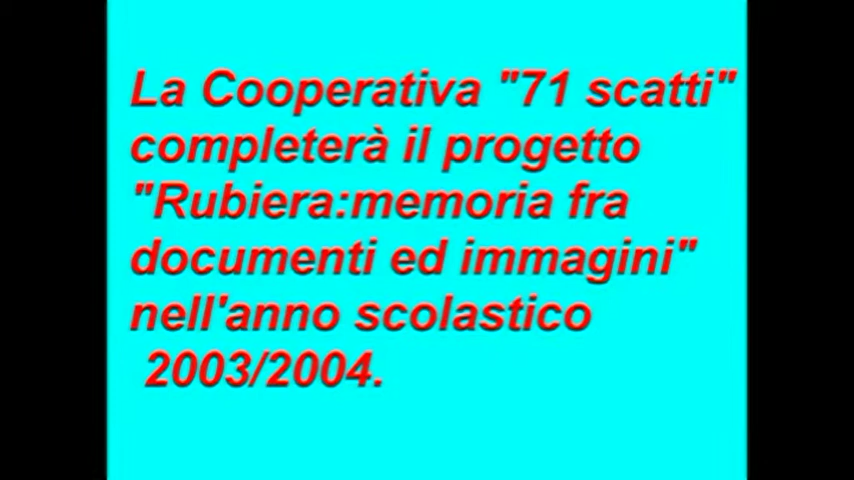 La Cooperativa "71 scatti"
completerà il progetto
"Rubiera:memoria fra
documenti ed immagini"
nell'anno scolastico
2003/2004.